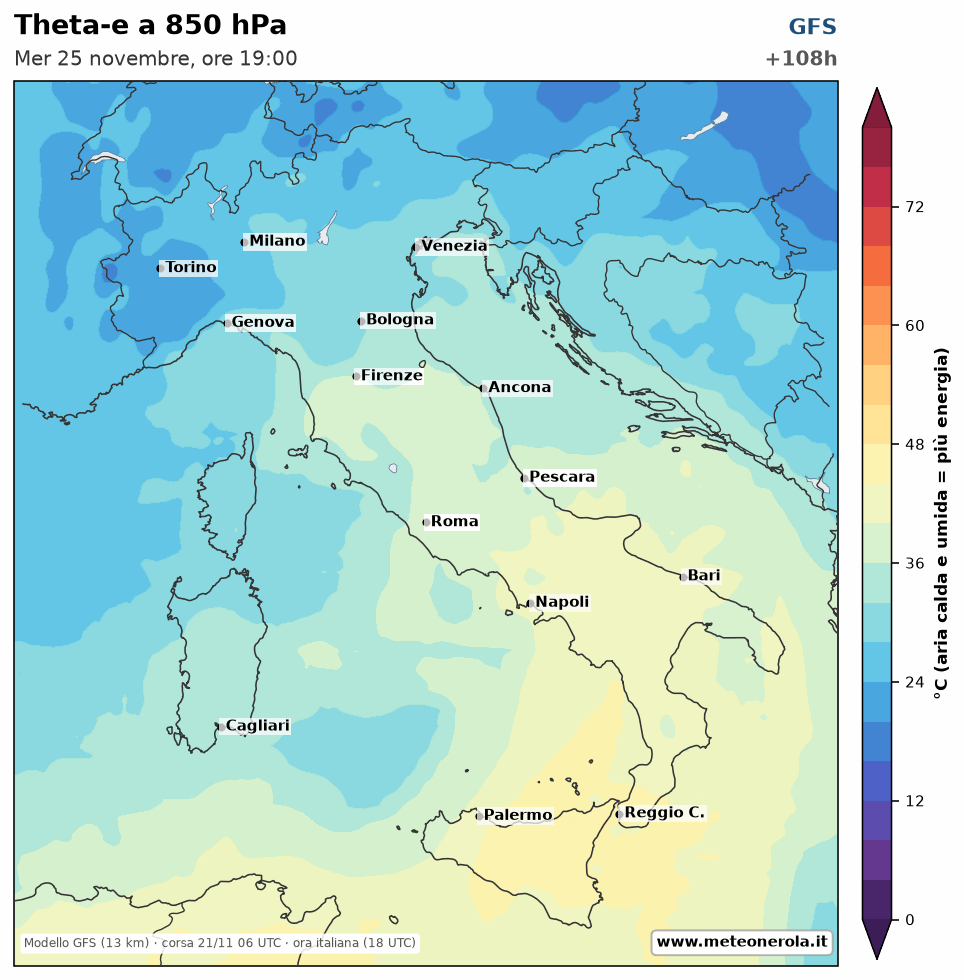 Theta-e a 850 hPa
GFS
Mer 25 novembre, ore 19:00
+108h
Milano
Venezia
Torino
Genova
Bologna
Firenze
Ancona
Pescara
Roma
Bari
Napoli
Cagliari
Palermo
Reggio C.
72
60
48
36
24
12
0
°C (aria calda e umida = più energia)
Modello GFS (13 km) · corsa 21/11 06 UTC · ora italiana (18 UTC)
www.meteonerola.it